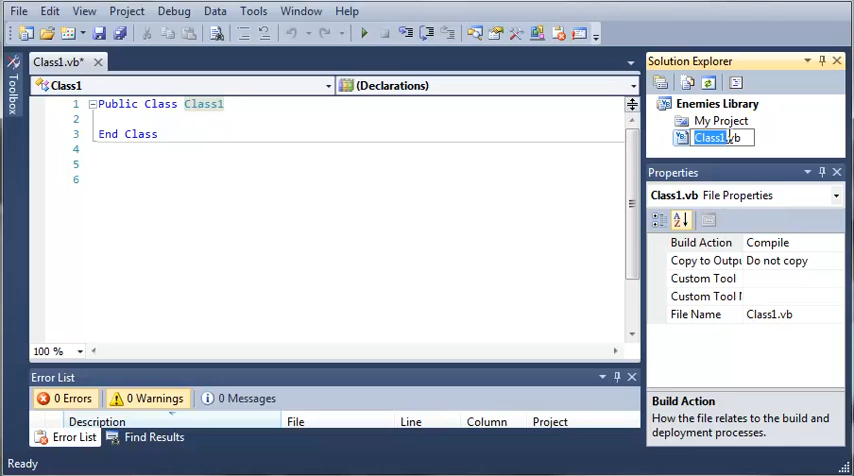 File Edit View Project Debug Data Tools Window Help
Class1.vb*
Class1
(Declarations)
1 Public Class Class1
2
3 End Class
4
5
6
100 %
Toolbox
Solution Explorer
Enemies Library
My Project
Class1.vb
Properties
Class1.vb File Properties
Build Action Compile
Copy to Outpu Do not copy
Custom Tool
Custom Tool N
File Name Class1.vb
Build Action
How the file relates to the build and
deployment processes.
Error List
0 Errors 0 Warnings 0 Messages
Description File Line Column Project
Error List Find Results
Ready